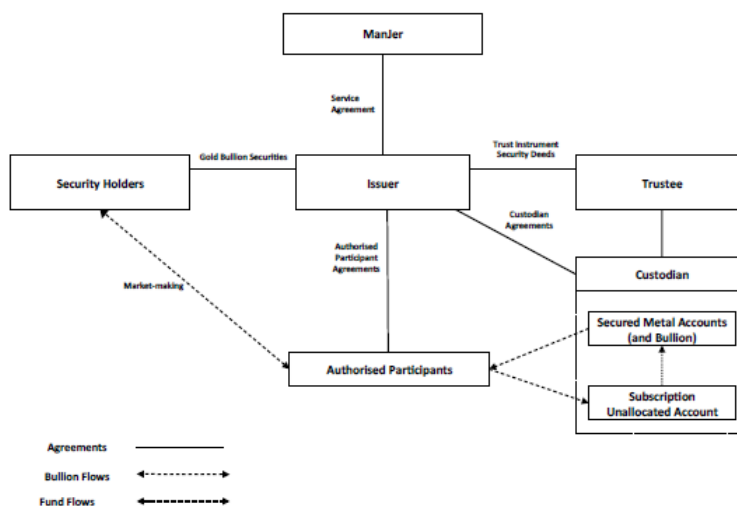 ManJer
Service
Agreement
Gold Bullion Securities
Trust Instrument
Security Deeds
Security Holders
Issuer
Trustee
Custodian
Agreements
Authorised
Participant
Agreements
Custodian
Market-making
Secured Metal Accounts
(and Bullion)
Authorised Participants
Subscription
Unallocated Account
Agreements
Bullion Flows
Fund Flows